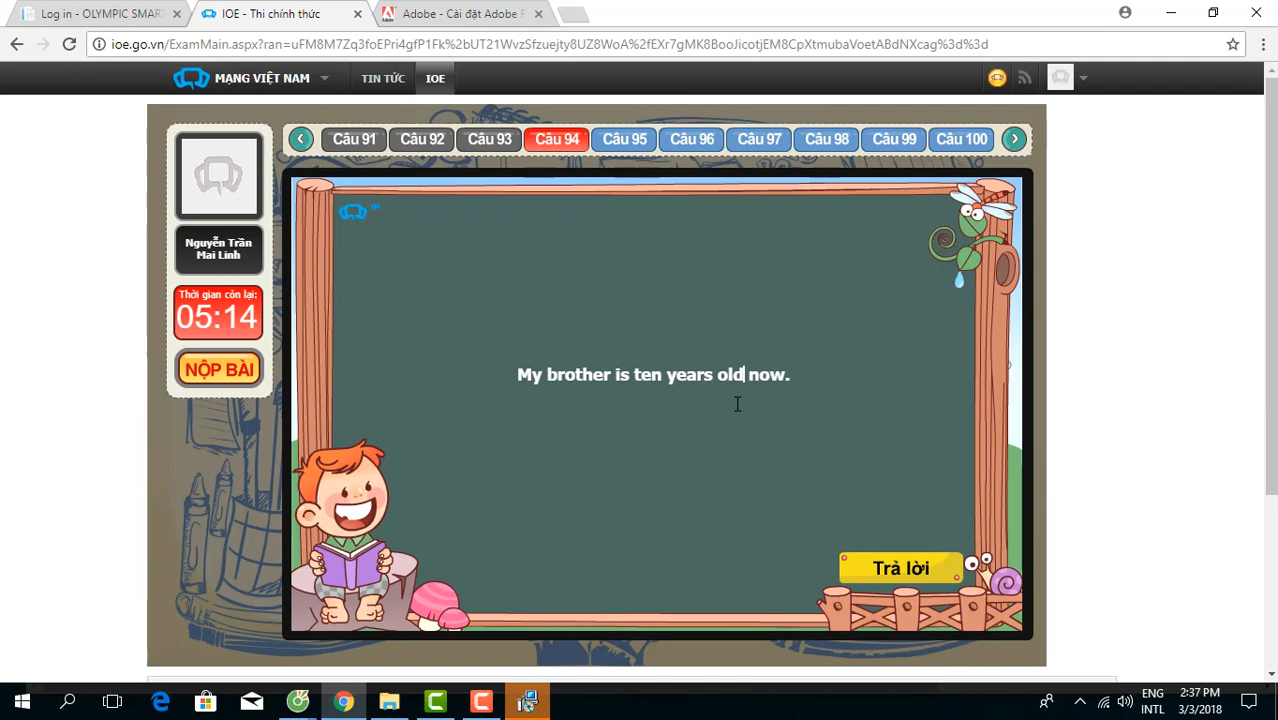 Log in - OLYMPIC SMART
IOE - Thi chính thức
Adobe - Cài đặt Adobe F
ioe.go.vn/ExamMain.aspx?ran=uFM8M7Zq3foEPri4gfP1Fk%2bUT21WvzSfzuejty8UZ8WoA%2fEXr7gMK8BooJicotjEM8CpXtmubaVoetABdNXcag%3d%3d
MẠNG VIỆT NAM TIN TỨC IOE
Câu 91 Câu 92 Câu 93 Câu 94 Câu 95 Câu 96 Câu 97 Câu 98 Câu 99 Câu 100
go
Nguyễn Trần
Mai Linh
Thời gian còn lại:
05:14
NỘP BÀI
My brother is ten years old now.
Trả lời
ENG
INTL
2:37 PM
3/3/2018